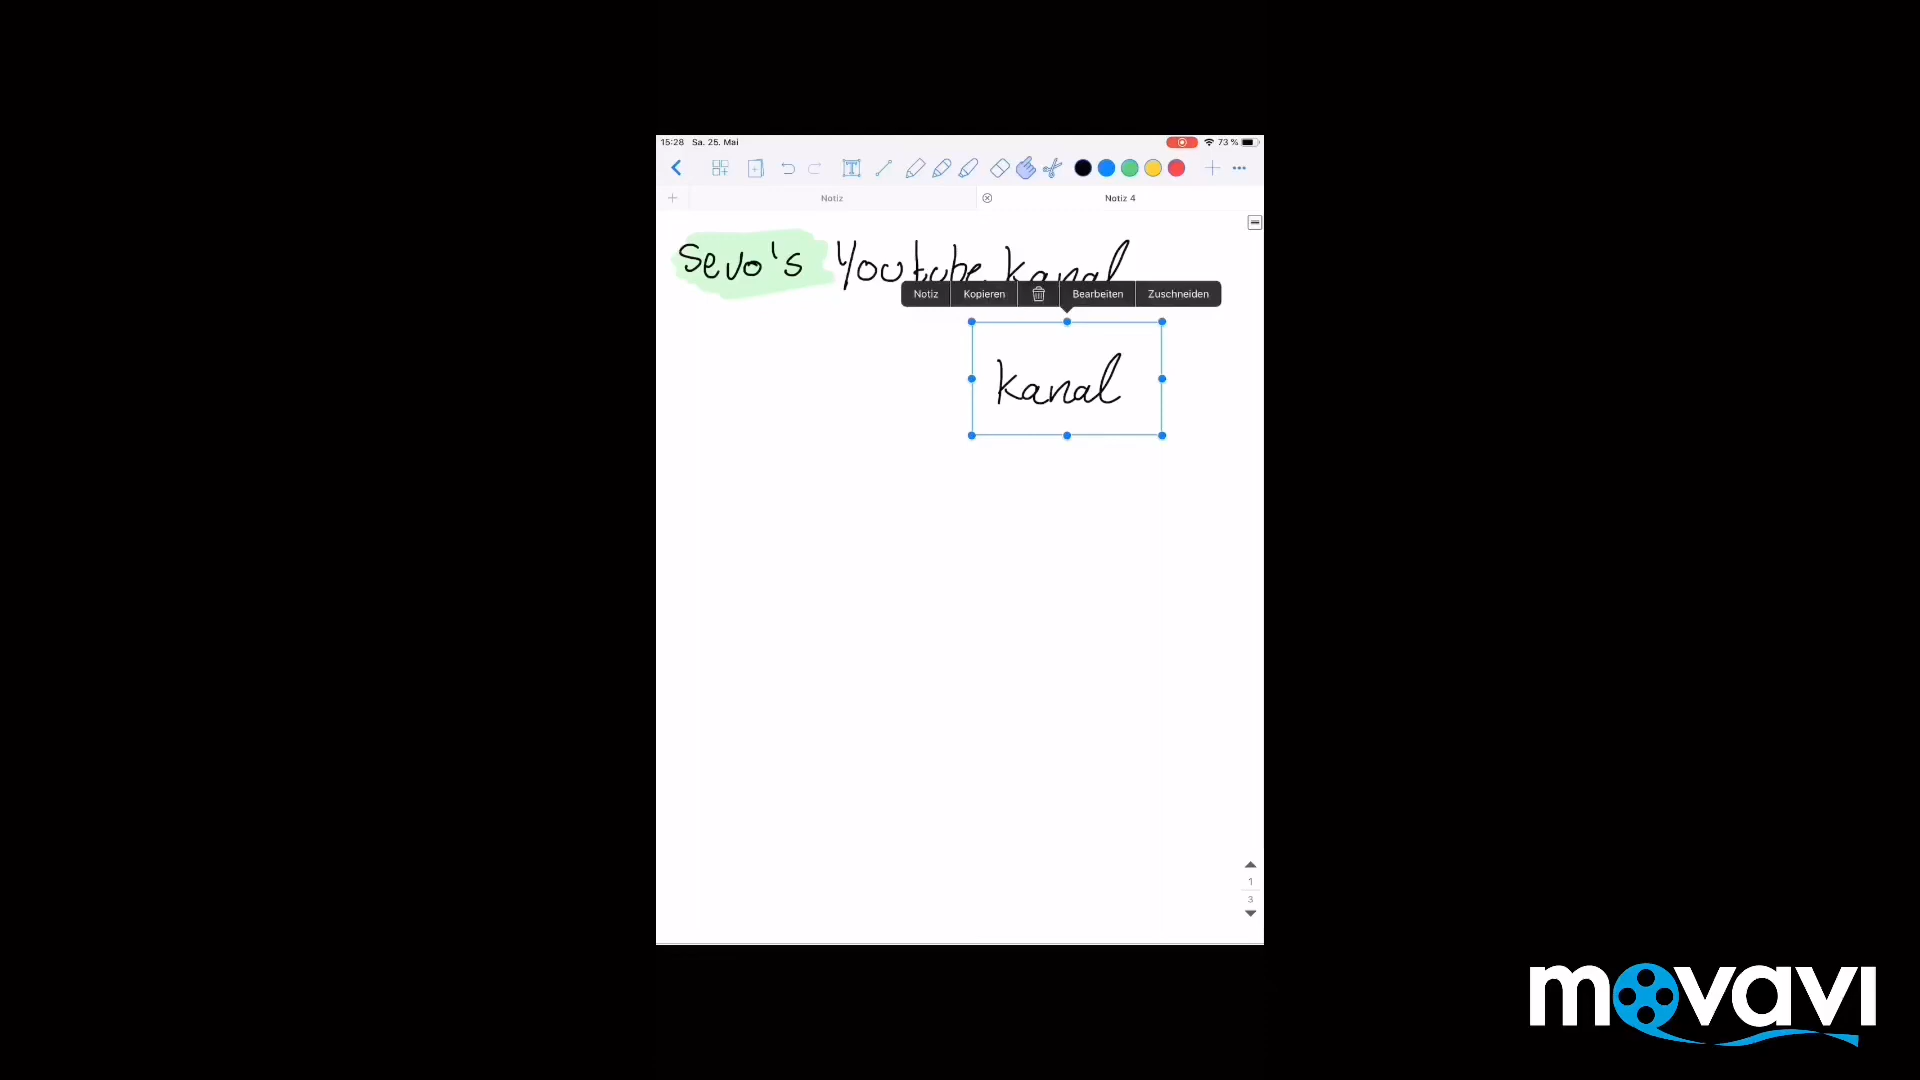 15:28 Sa. 25. Mai 73 %
Notiz Notiz 4
Sevo's Youtube kanal
Notiz Kopieren Bearbeiten Zuschneiden
kanal
1
3
movavi